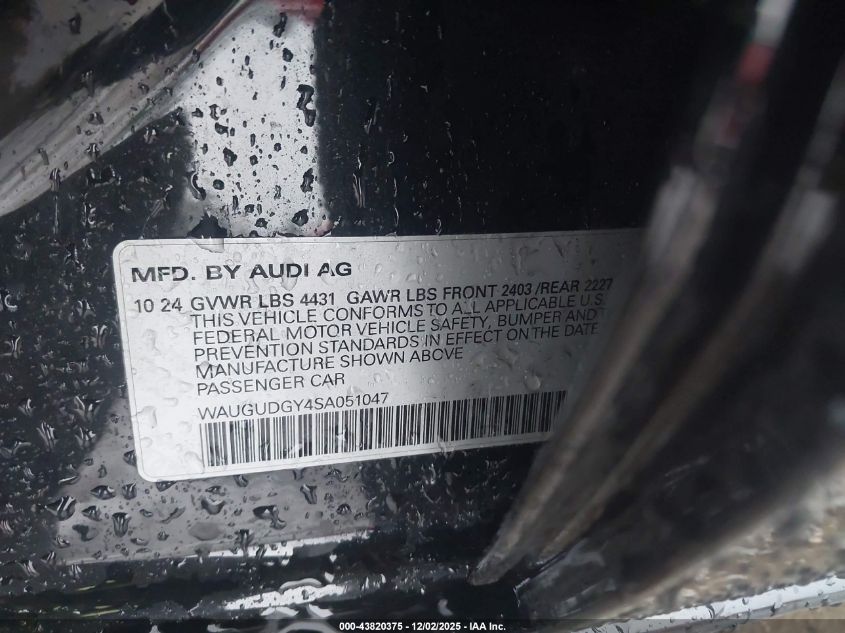 MFD. BY AUDI AG
10 24 GVWR LBS 4431 GAWR LBS FRONT 2403 /REAR 2227
THIS VEHICLE CONFORMS TO ALL APPLICABLE U.S.
FEDERAL MOTOR VEHICLE SAFETY, BUMPER AND
PREVENTION STANDARDS IN EFFECT ON THE DATE
MANUFACTURE SHOWN ABOVE
PASSENGER CAR
WAUGUDGY4SA051047
000-43820375 - 12/02/2025 - IAA Inc.